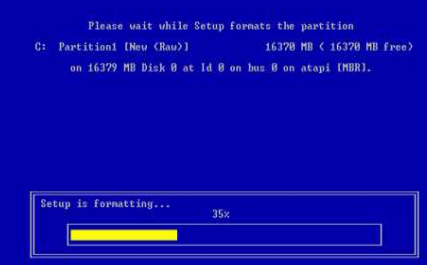 Please wait while Setup formats the partition
C: Partition1 [New (Raw)] 16370 MB ( 16370 MB free)
on 16379 MB Disk 0 at Id 0 on bus 0 on atapi [MBR].
Setup is formatting...
35%